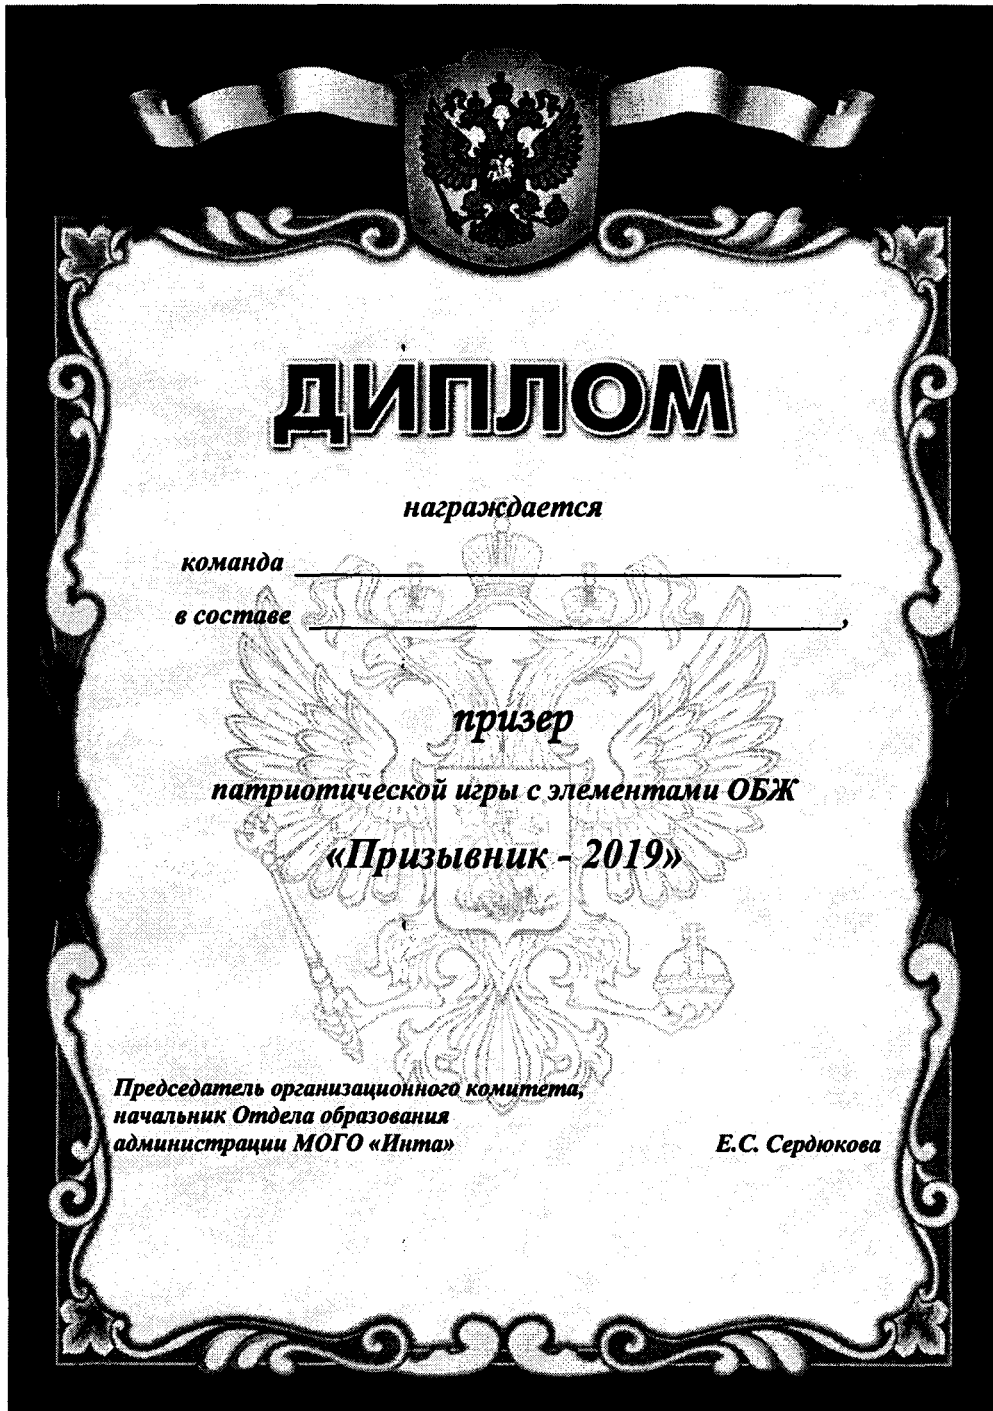 ДИПЛОМ
награждается
команда
в составе ,
призер
патриотической игры с элементами ОБЖ
«Призывник - 2019»
Председатель организационного комитета,
начальник Отдела образования
администрации МОГО «Инта» Е.С. Сердюкова